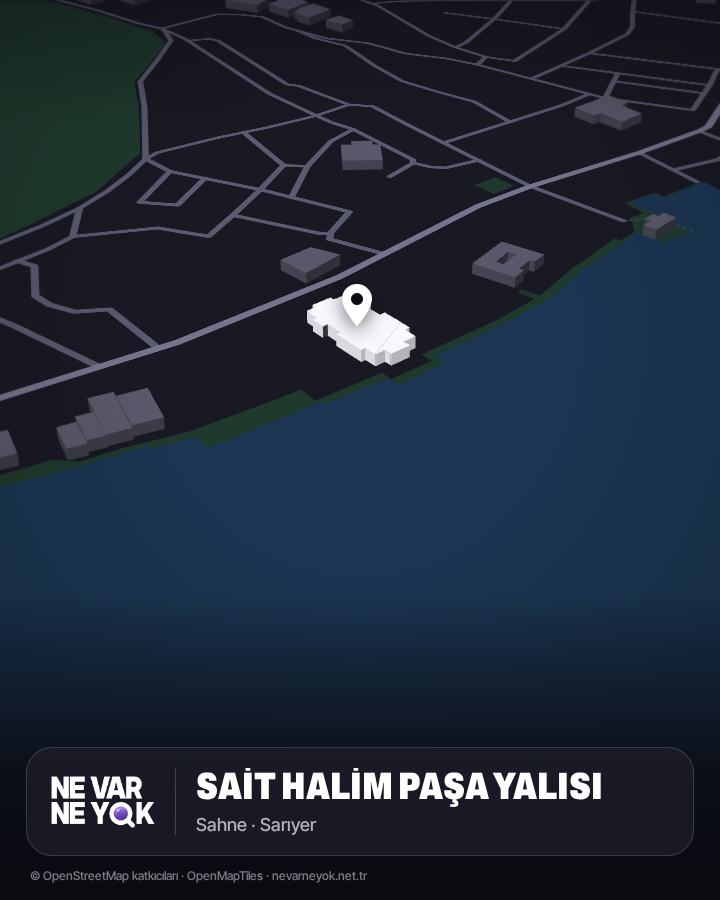 NE VAR
NE YOK
SAİT HALİM PAŞA YALISI
Sahne · Sarıyer
© OpenStreetMap katkıcıları · OpenMapTiles · nevarneyok.net.tr